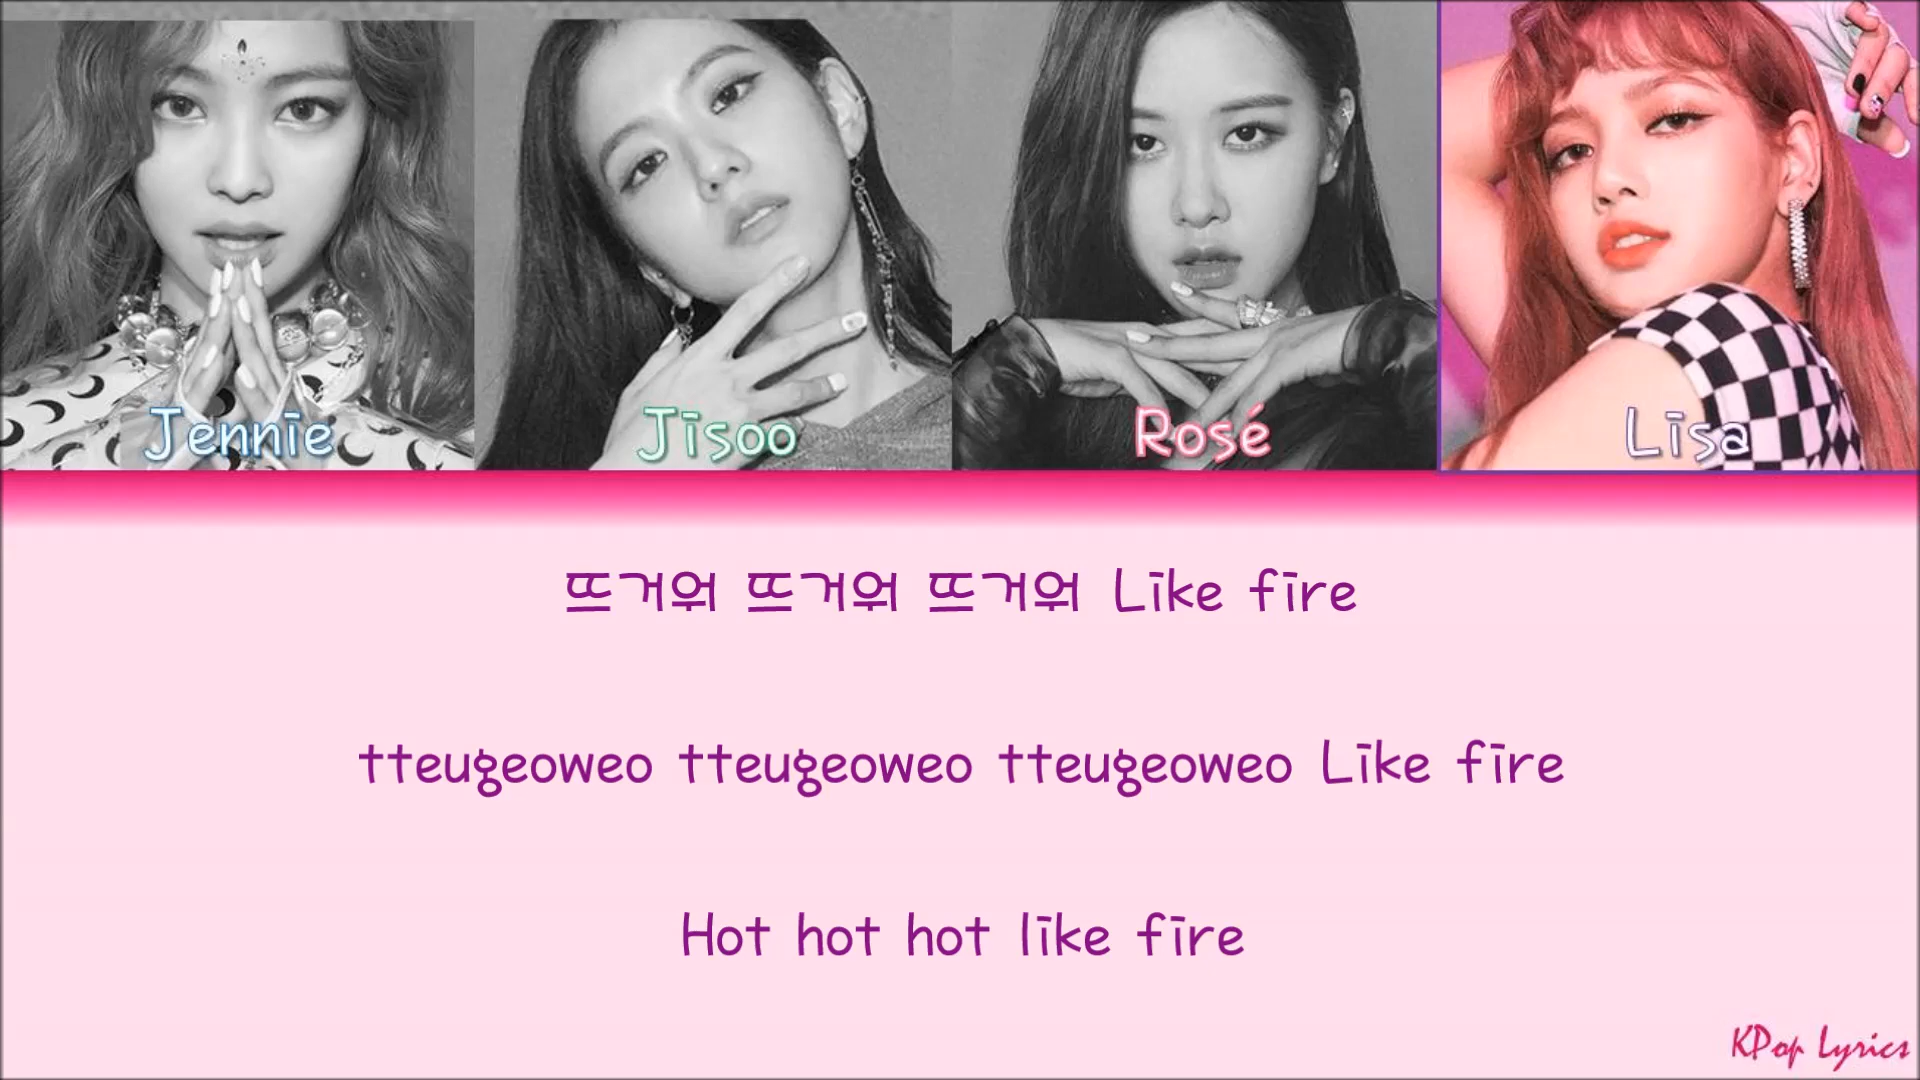 Jennie
Jisoo
Rosé
Lisa
뜨거워 뜨거워 뜨거워 Like fire
tteugeoweo tteugeoweo tteugeoweo Like fire
Hot hot hot like fire
KPop Lyrics